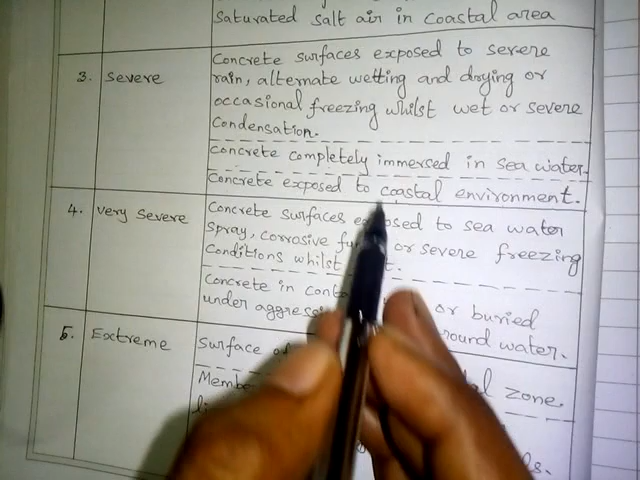 Saturated salt air in coastal area
3. Severe
Concrete surfaces exposed to severe
rain, alternate wetting and drying or
occasional freezing whilst wet or severe
condensation.
Concrete completely immersed in sea water.
Concrete exposed to coastal environment.
4. Very severe
Concrete surfaces exposed to sea water
spray, corrosive or severe freezing
conditions whilst
Concrete in or buried
under water.
5. Extreme
Surface of zone.